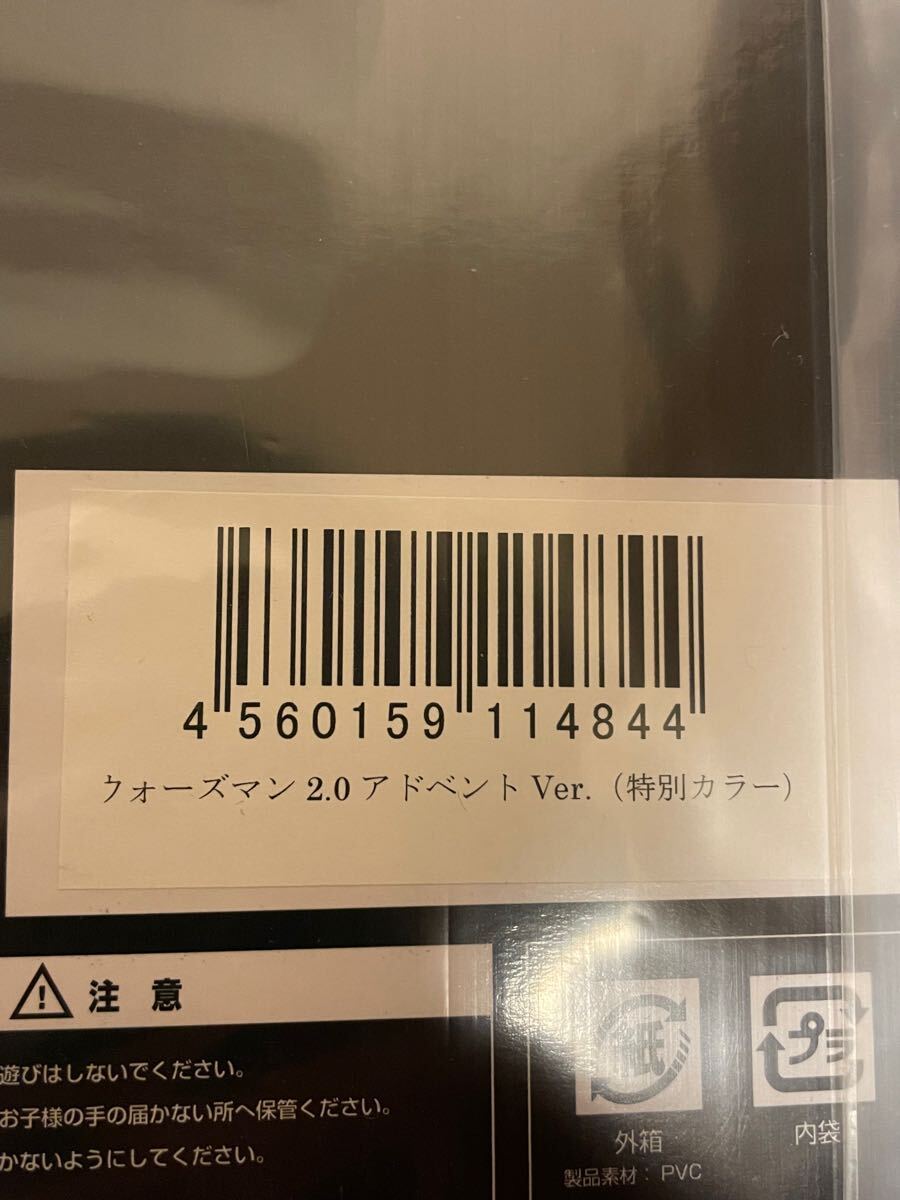 4 560159 114844
ウォーズマン 2.0 アドベント Ver.（特別カラー）
注 意
遊びはしないでください。
お子様の手の届かない所へ保管ください。
かないようにしてください。
紙
プラ
外箱
内袋
製品素材： PVC